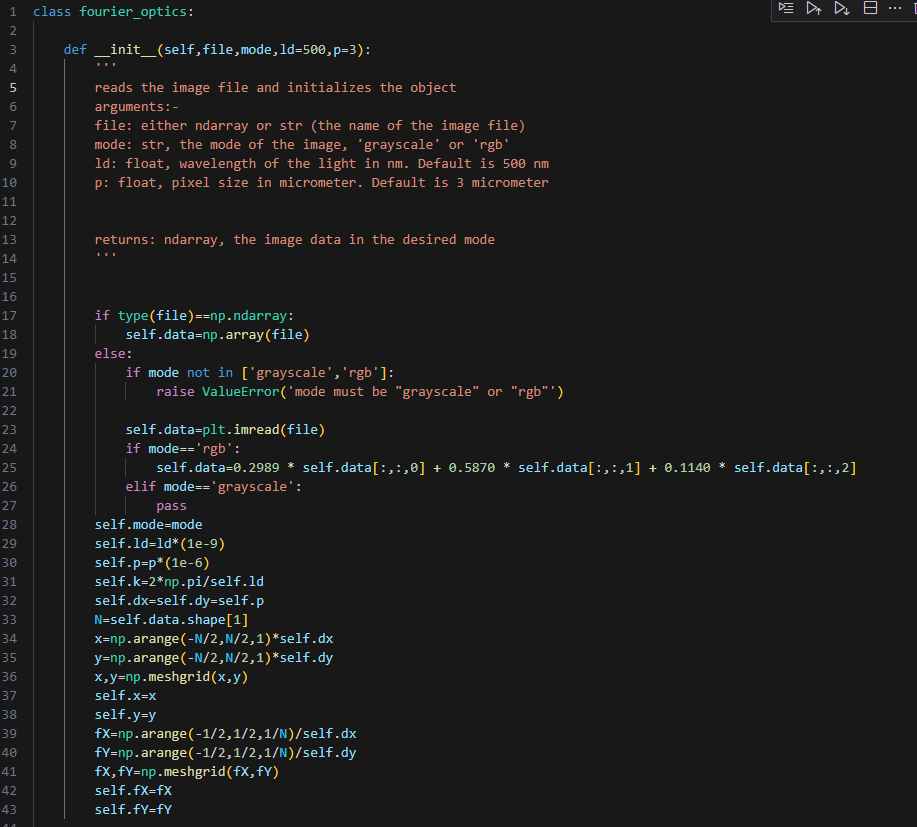 1 class fourier_optics:
2
3     def __init__(self,file,mode,ld=500,p=3):
4         '''
5         reads the image file and initializes the object
6         arguments:-
7         file: either ndarray or str (the name of the image file)
8         mode: str, the mode of the image, 'grayscale' or 'rgb'
9         ld: float, wavelength of the light in nm. Default is 500 nm
10         p: float, pixel size in micrometer. Default is 3 micrometer
11
12
13         returns: ndarray, the image data in the desired mode
14         '''
15
16
17         if type(file)==np.ndarray:
18             self.data=np.array(file)
19         else:
20             if mode not in ['grayscale','rgb']:
21                 raise ValueError('mode must be "grayscale" or "rgb"')
22
23             self.data=plt.imread(file)
24             if mode=='rgb':
25                 self.data=0.2989 * self.data[:,:,0] + 0.5870 * self.data[:,:,1] + 0.1140 * self.data[:,:,2]
26             elif mode=='grayscale':
27                 pass
28         self.mode=mode
29         self.ld=ld*(1e-9)
30         self.p=p*(1e-6)
31         self.k=2*np.pi/self.ld
32         self.dx=self.dy=self.p
33         N=self.data.shape[1]
34         x=np.arange(-N/2,N/2,1)*self.dx
35         y=np.arange(-N/2,N/2,1)*self.dy
36         x,y=np.meshgrid(x,y)
37         self.x=x
38         self.y=y
39         fX=np.arange(-1/2,1/2,1/N)/self.dx
40         fY=np.arange(-1/2,1/2,1/N)/self.dy
41         fX,fY=np.meshgrid(fX,fY)
42         self.fX=fX
43         self.fY=fY